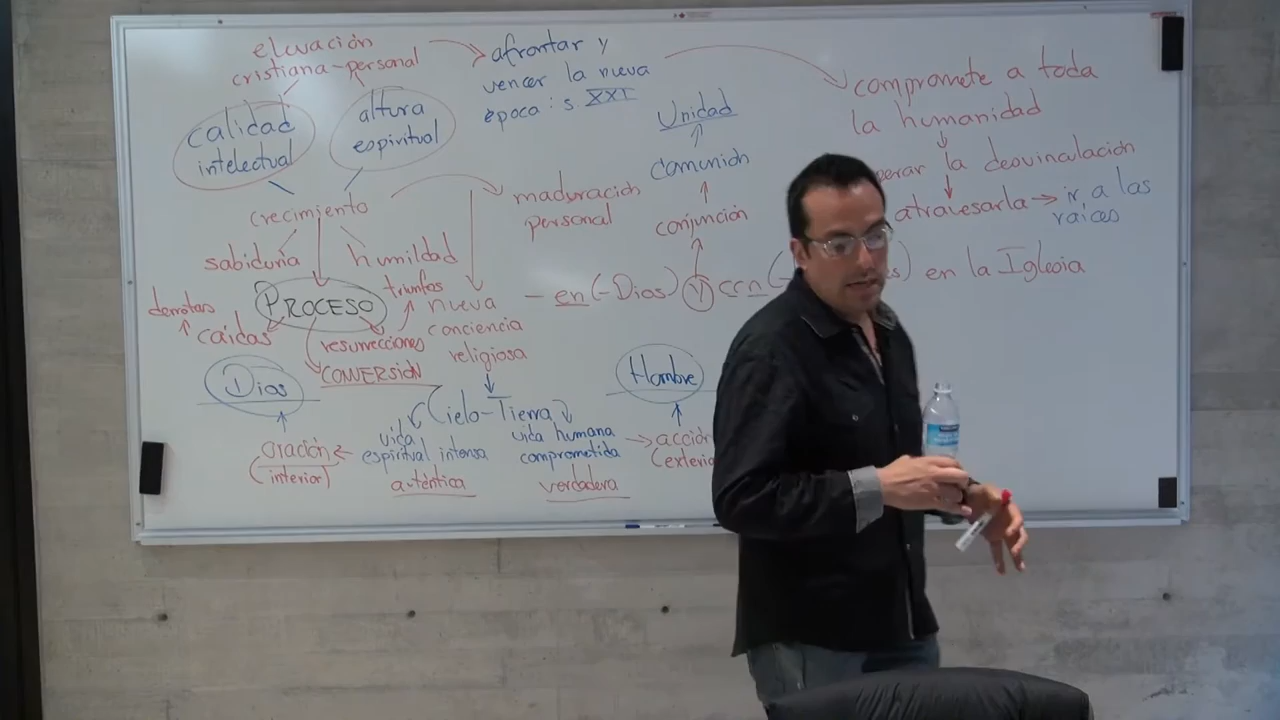 elevación
cristiana-personal
afrontar y
vencer la nueva
época: s XXI
compromete a toda
la humanidad
calidad
intelectual
altura
espiritual
Unidad
comunión
conjunción
la desvinculación
atravesarla → ir a las
raíces
crecimiento
maduración
personal
sabiduría
humildad
PROCESO
derrotas
caídas
triunfos
resurrecciones
CONVERSIÓN
nueva
conciencia
religiosa
- en (-Dios) y con (-
) en la Iglesia
Dios
Hombre
Cielo-Tierra
oración
(interior)
vida
espiritual intensa
auténtica
vida humana
comprometida
verdadera
acción